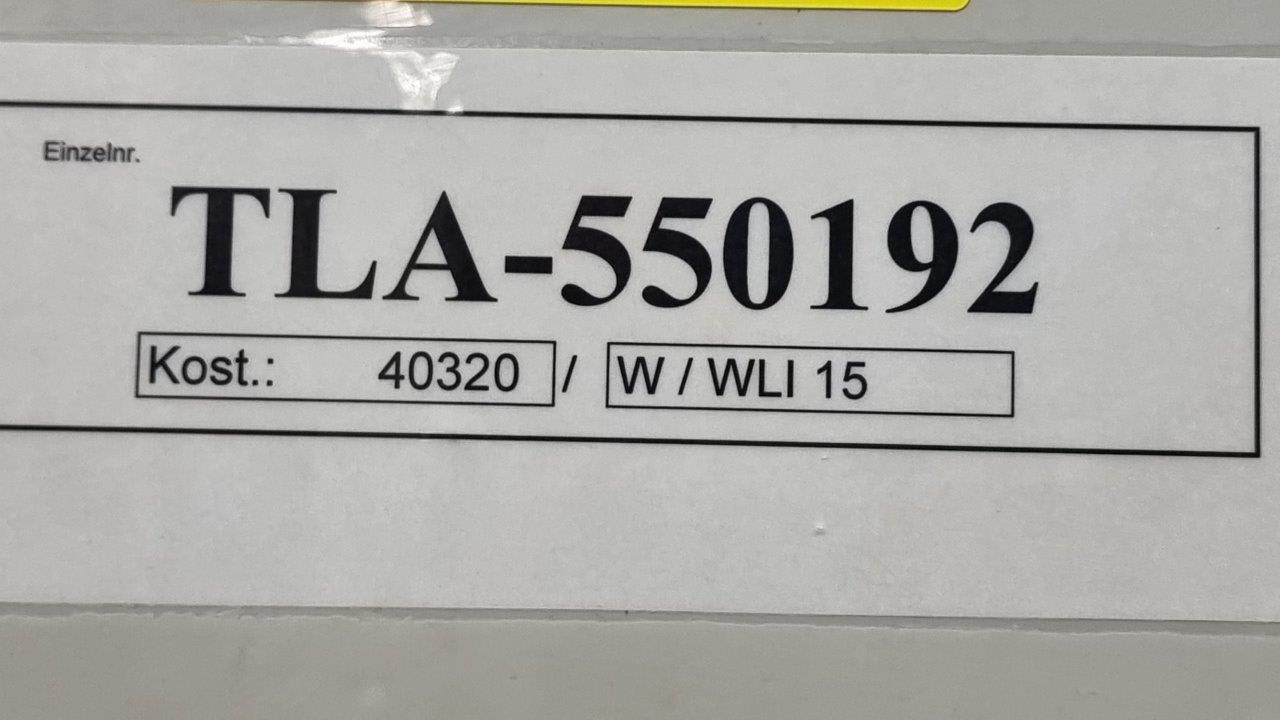 Einzelnr.
TLA-550192
Kost.: 40320 / W / WLI 15